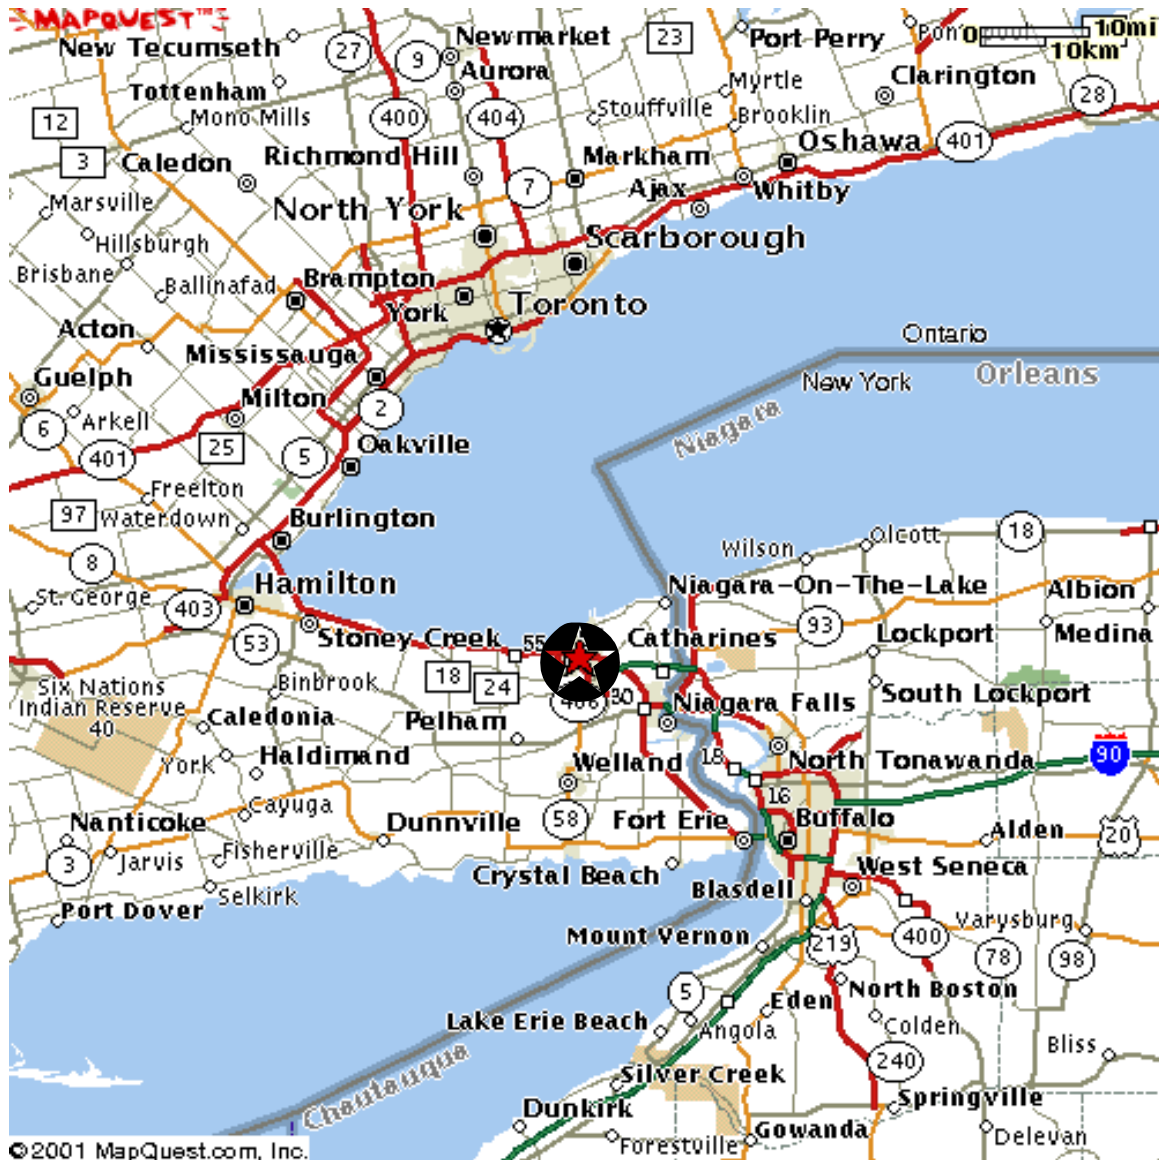 MAPQUEST™
New Tecumseth
27
9
Newmarket
23
Port Perry
0
10mi
10km
Aurora
Clarington
Tottenham
Myrtle
28
12
Mono Mills
400
404
Stouffville
Brooklin
3
Caledon
Richmond Hill
Markham
Oshawa
401
7
Ajax
Whitby
Marsville
North York
Hillsburgh
Scarborough
Brisbane
Ballinafad
Brampton
York
Toronto
Acton
Ontario
Mississauga
Guelph
New York
Orleans
Milton
2
Niagara
6
Arkell
25
Oakville
401
5
Freelton
97
Waterdown
Burlington
18
Olcott
Wilson
8
Hamilton
Niagara-On-The-Lake
Albion
St. George
403
53
Stoney Creek
55
Catharines
93
Lockport
Medina
18
24
Six Nations
Indian Reserve
40
Binbrook
30
Niagara Falls
South Lockport
Caledonia
Pelham
406
York
Haldimand
Welland
18
North Tonawanda
90
16
Cayuga
Nanticoke
Dunnville
58
Fort Erie
Buffalo
Alden
20
3
Jarvis
Fisherville
Crystal Beach
West Seneca
Selkirk
Blasdell
Port Dover
Varysburg
Mount Vernon
219
400
78
98
5
Eden
North Boston
Lake Erie Beach
Angola
Colden
Bliss
Chautauqua
240
Silver Creek
Springville
Dunkirk
Forestville
Gowanda
Delevan
©2001 MapQuest.com, Inc.